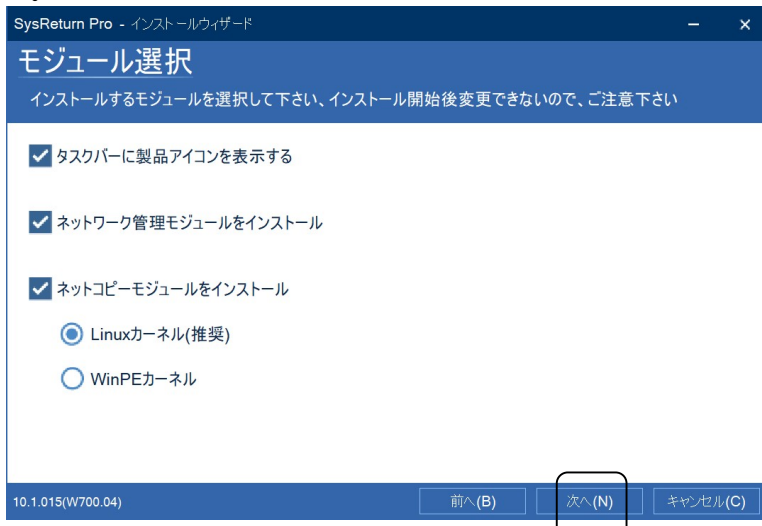 SysReturn Pro - インストールウィザード
モジュール選択
インストールするモジュールを選択して下さい、インストール開始後変更できないので、ご注意下さい
タスクバーに製品アイコンを表示する
ネットワーク管理モジュールをインストール
ネットコピーモジュールをインストール
Linuxカーネル(推奨)
WinPEカーネル
10.1.015(W700.04) 前へ(B) 次へ(N) キャンセル(C)